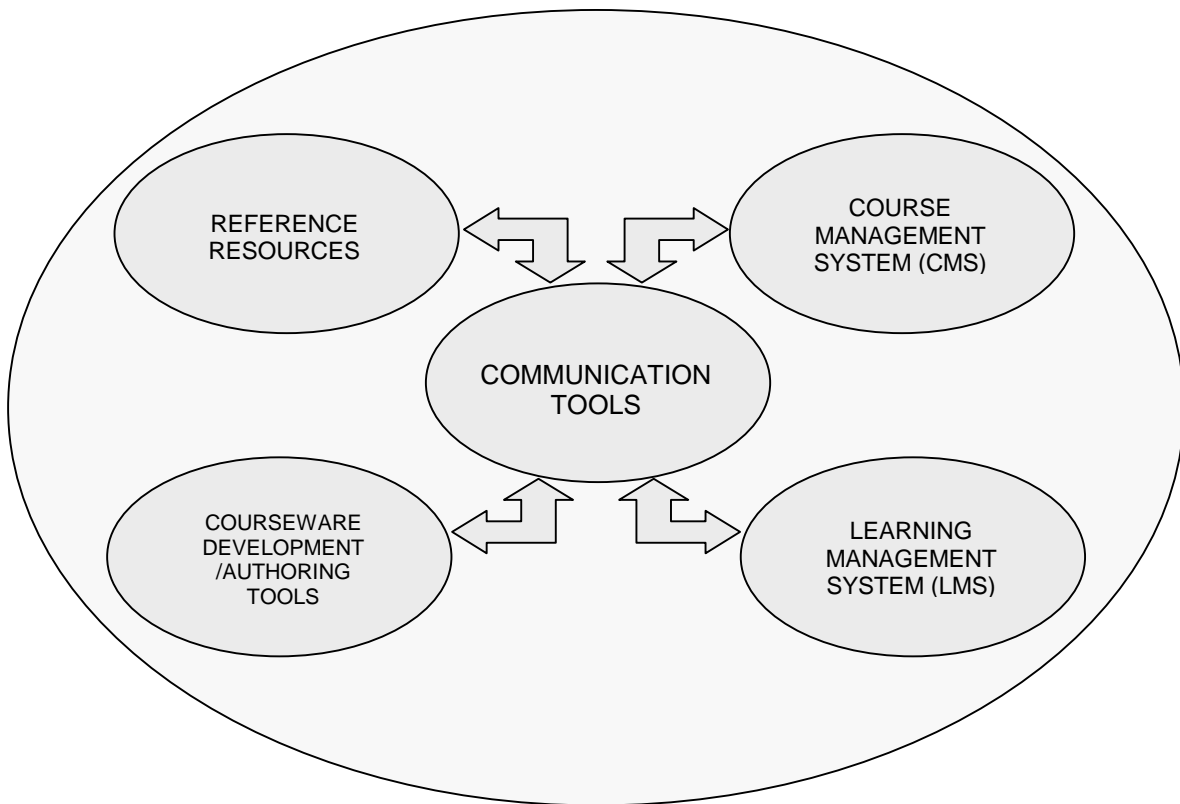 REFERENCE
RESOURCES
COURSE
MANAGEMENT
SYSTEM (CMS)
COMMUNICATION
TOOLS
COURSEWARE
DEVELOPMENT
/AUTHORING
TOOLS
LEARNING
MANAGEMENT
SYSTEM (LMS)